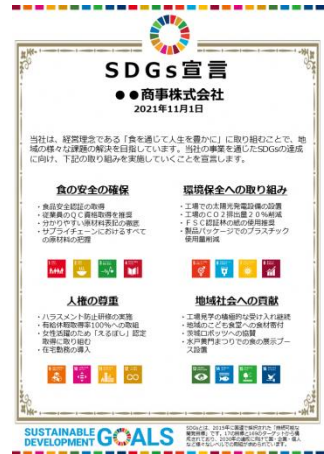 SDGs宣言
●●商事株式会社
2021年11月1日
当社は、経営理念である「食を通じて人生を豊かに」に取り組むことで、地
域の様々な課題の解決を目指しています。当社の事業を通じたSDGsの達成
に向け、下記の取り組みを実施していくことを宣言します。
食の安全の確保
・食品安全認証の取得
・従業員のQC資格取得を推奨
・分かりやすい原材料表記の徹底
・サプライチェーンにおけるすべて
の原材料の把握
環境保全への取り組み
・工場での太陽光発電設備の設置
・工場のCO2排出量20%削減
・FSC認証林の紙の使用推奨
・製品パッケージでのプラスチック
使用量削減
人権の尊重
・ハラスメント防止研修の実施
・有給休暇取得率100%への取組
・女性活躍のため「えるぼし」認定
取得に取り組む
・在宅勤務の導入
地域社会への貢献
・工場見学の積極的な受け入れ継続
・地域のこども食堂への食材寄付
・茨城ロボッツへの協賛
・水戸黄門まつりでの食の展示ブー
ス設置
SUSTAINABLE
DEVELOPMENT
GOALS